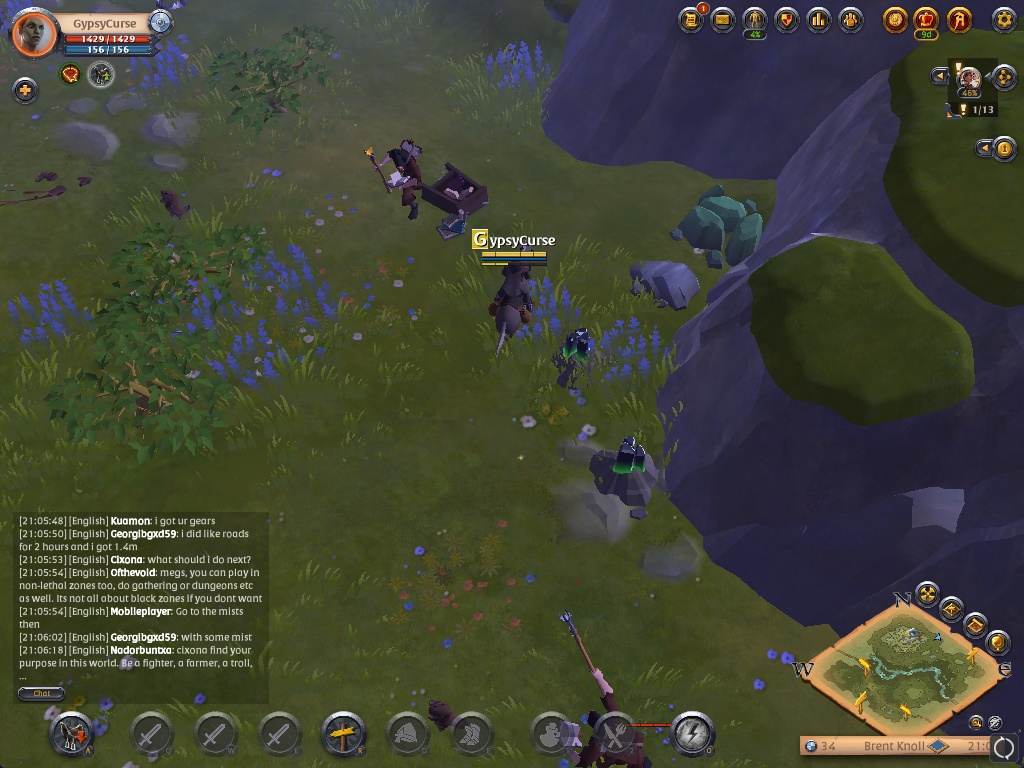 GypsyCurse
1429 / 1429
156 / 156
1
4%
9d
46%
1/13
GypsyCurse
[21:05:48] [English] Kuamon: i got ur gears
[21:05:50] [English] Georgibgxd59: i did like roads
for 2 hours and i got 1.4m
[21:05:53] [English] Cixona: what should i do next?
[21:05:54] [English] Ofthevoid: megs, you can play in
non-lethal zones too, do gathering or dungeons etc
as well. Its not all about black zones if you dont want
[21:05:54] [English] Moblieplayer: Go to the mists
then
[21:06:02] [English] Georgibgxd59: with some mist
[21:06:18] [English] Nadorbuntxa: cixona find your
purpose in this world. Be a fighter, a farmer, a troll,
...
Chat
N
W
E
A
Q
W
E
R
D
F
34
Brent Knoll